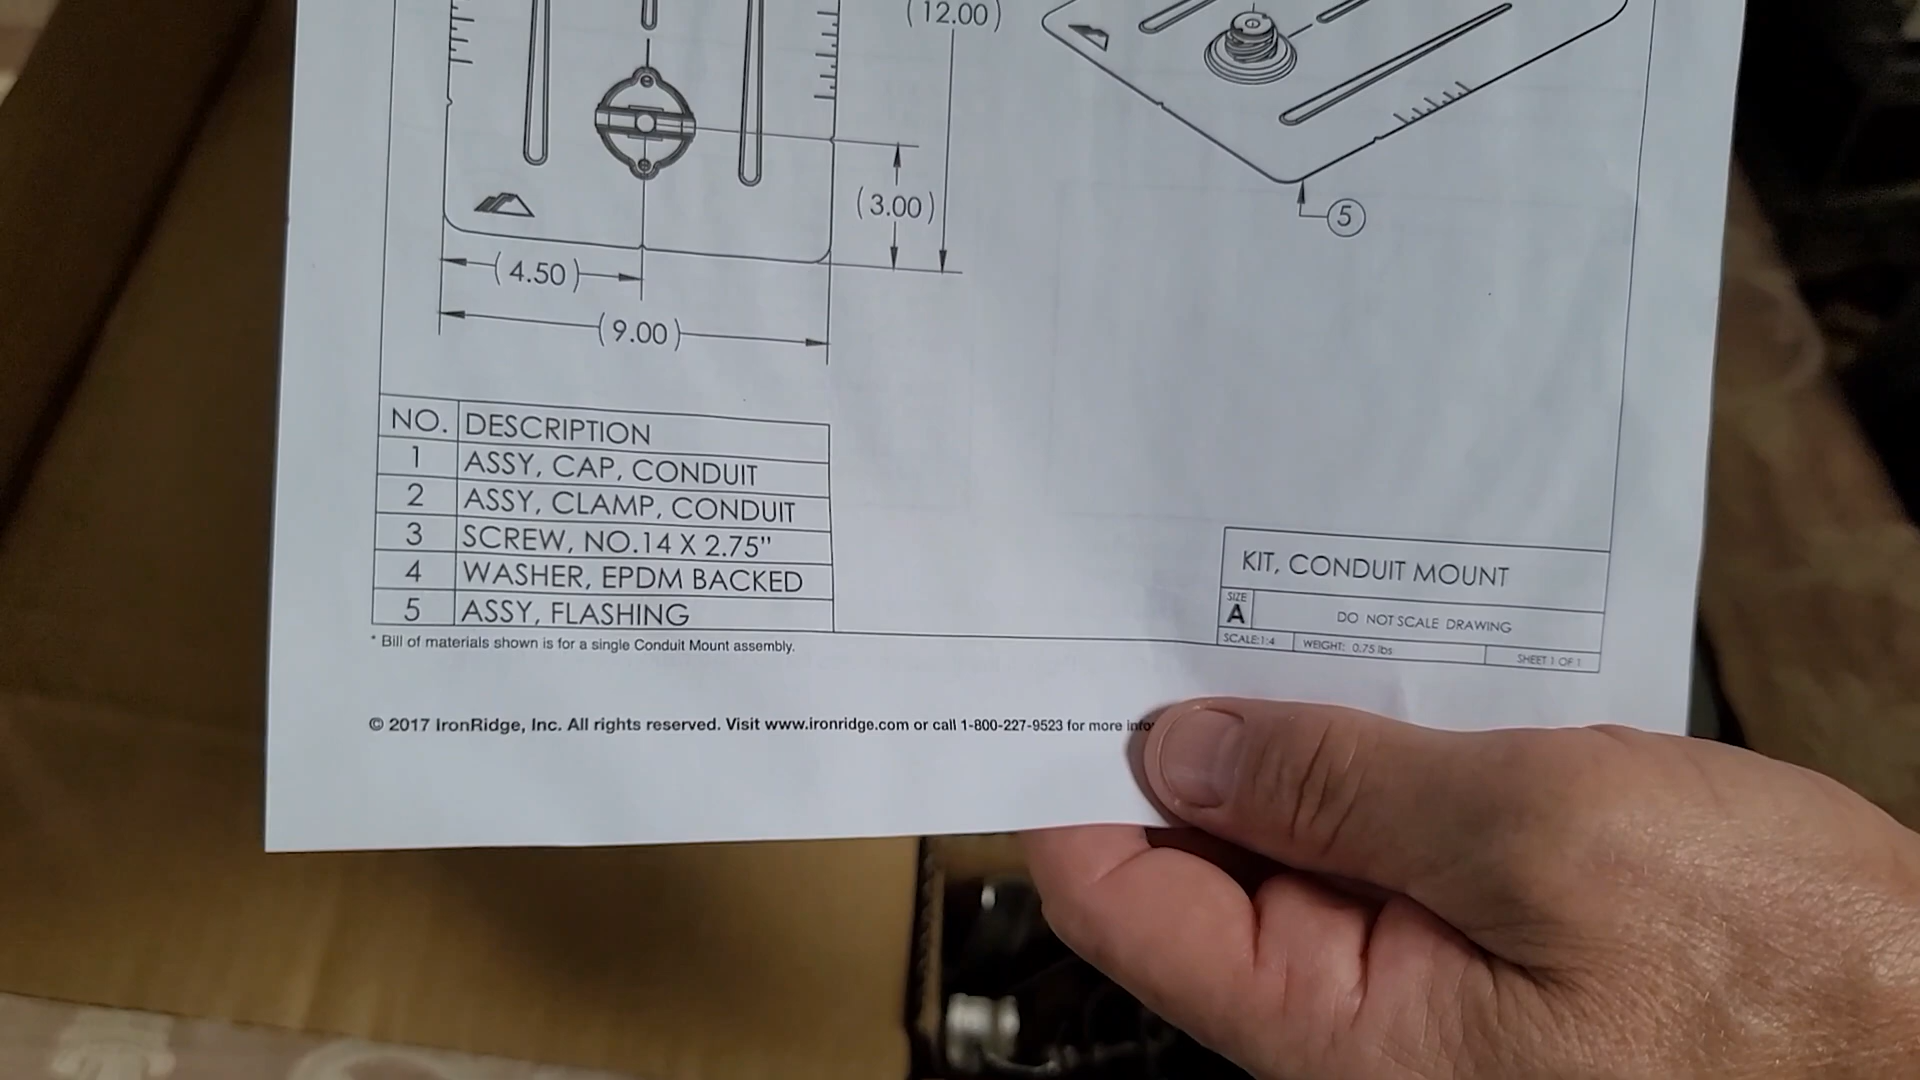 (12.00)
(3.00)
5
(4.50)
(9.00)
NO. DESCRIPTION
1 ASSY, CAP, CONDUIT
2 ASSY, CLAMP, CONDUIT
3 SCREW, NO.14 X 2.75"
4 WASHER, EPDM BACKED
5 ASSY, FLASHING
* Bill of materials shown is for a single Conduit Mount assembly.
KIT, CONDUIT MOUNT
SIZE
A
DO NOT SCALE DRAWING
SCALE:1:4 WEIGHT: 0.75 lbs SHEET 1 OF 1
© 2017 IronRidge, Inc. All rights reserved. Visit www.ironridge.com or call 1-800-227-9523 for more